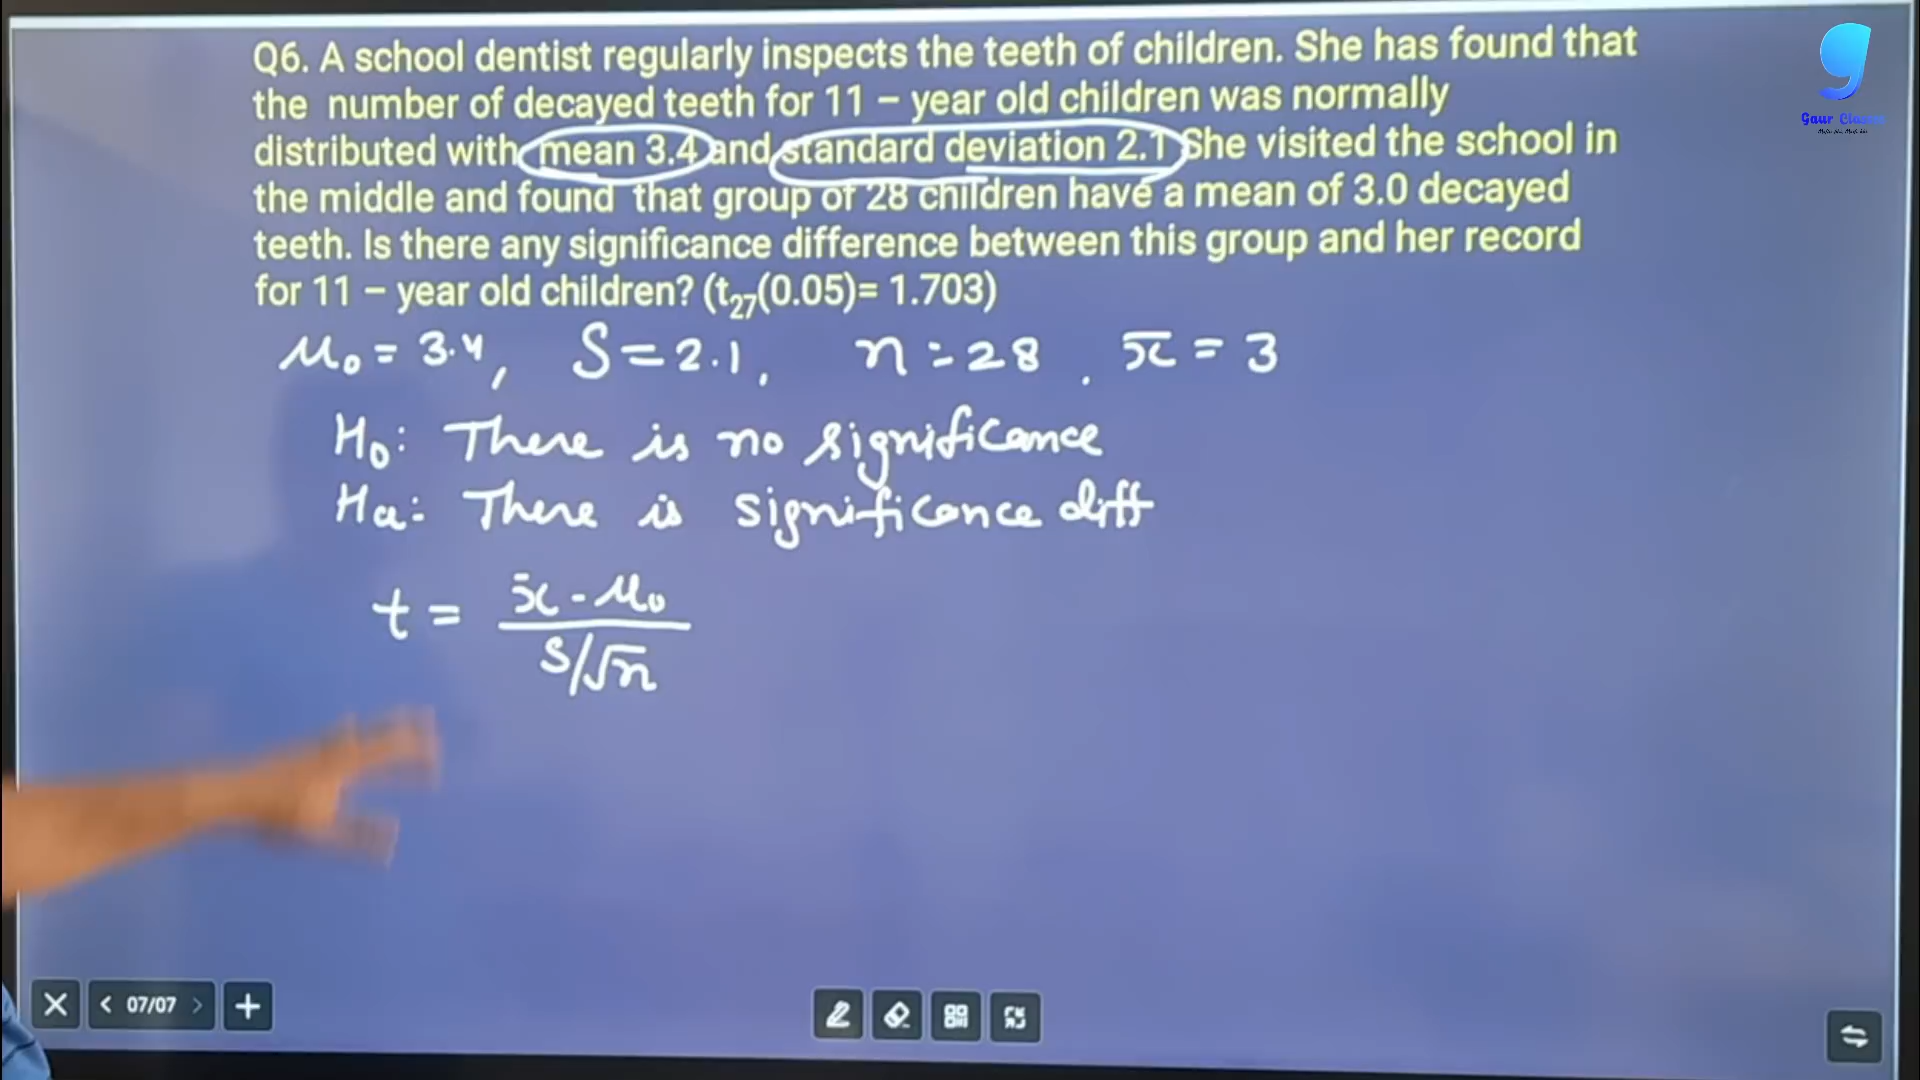 Q6. A school dentist regularly inspects the teeth of children. She has found that
the number of decayed teeth for 11 – year old children was normally
distributed with mean 3.4 and standard deviation 2.1 She visited the school in
the middle and found that group of 28 children have a mean of 3.0 decayed
teeth. Is there any significance difference between this group and her record
for 11 – year old children? (t₂₇(0.05)= 1.703)
μ₀ = 3.4, S = 2.1, n = 28, x̄ = 3
H₀: There is no significance
Ha: There is significance diff
t = (x̄ - μ₀) / (s/√n)
07/07
g
Gaur Classes